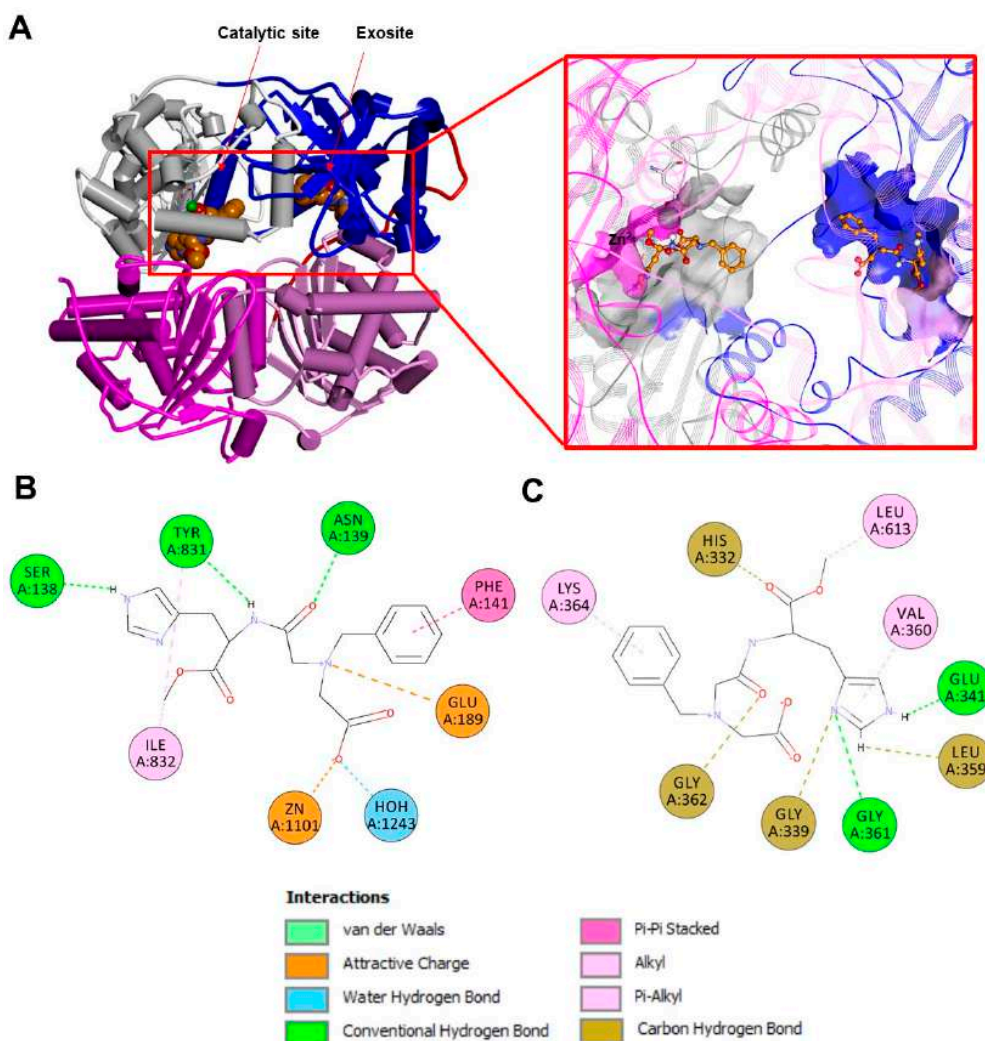 A
Catalytic site
Exosite
Zn
B
C
SER
A:138
TYR
A:831
ASN
A:139
PHE
A:141
GLU
A:189
ILE
A:832
ZN
A:1101
HOH
A:1243
H
N
N
H
N
O
O
O
N+
O
O-
HIS
A:332
LEU
A:613
LYS
A:364
VAL
A:360
GLU
A:341
LEU
A:359
GLY
A:362
GLY
A:339
GLY
A:361
O
O
N
O
O-
N+
O
N
N
H
H
Interactions
van der Waals
Attractive Charge
Water Hydrogen Bond
Conventional Hydrogen Bond
Pi-Pi Stacked
Alkyl
Pi-Alkyl
Carbon Hydrogen Bond